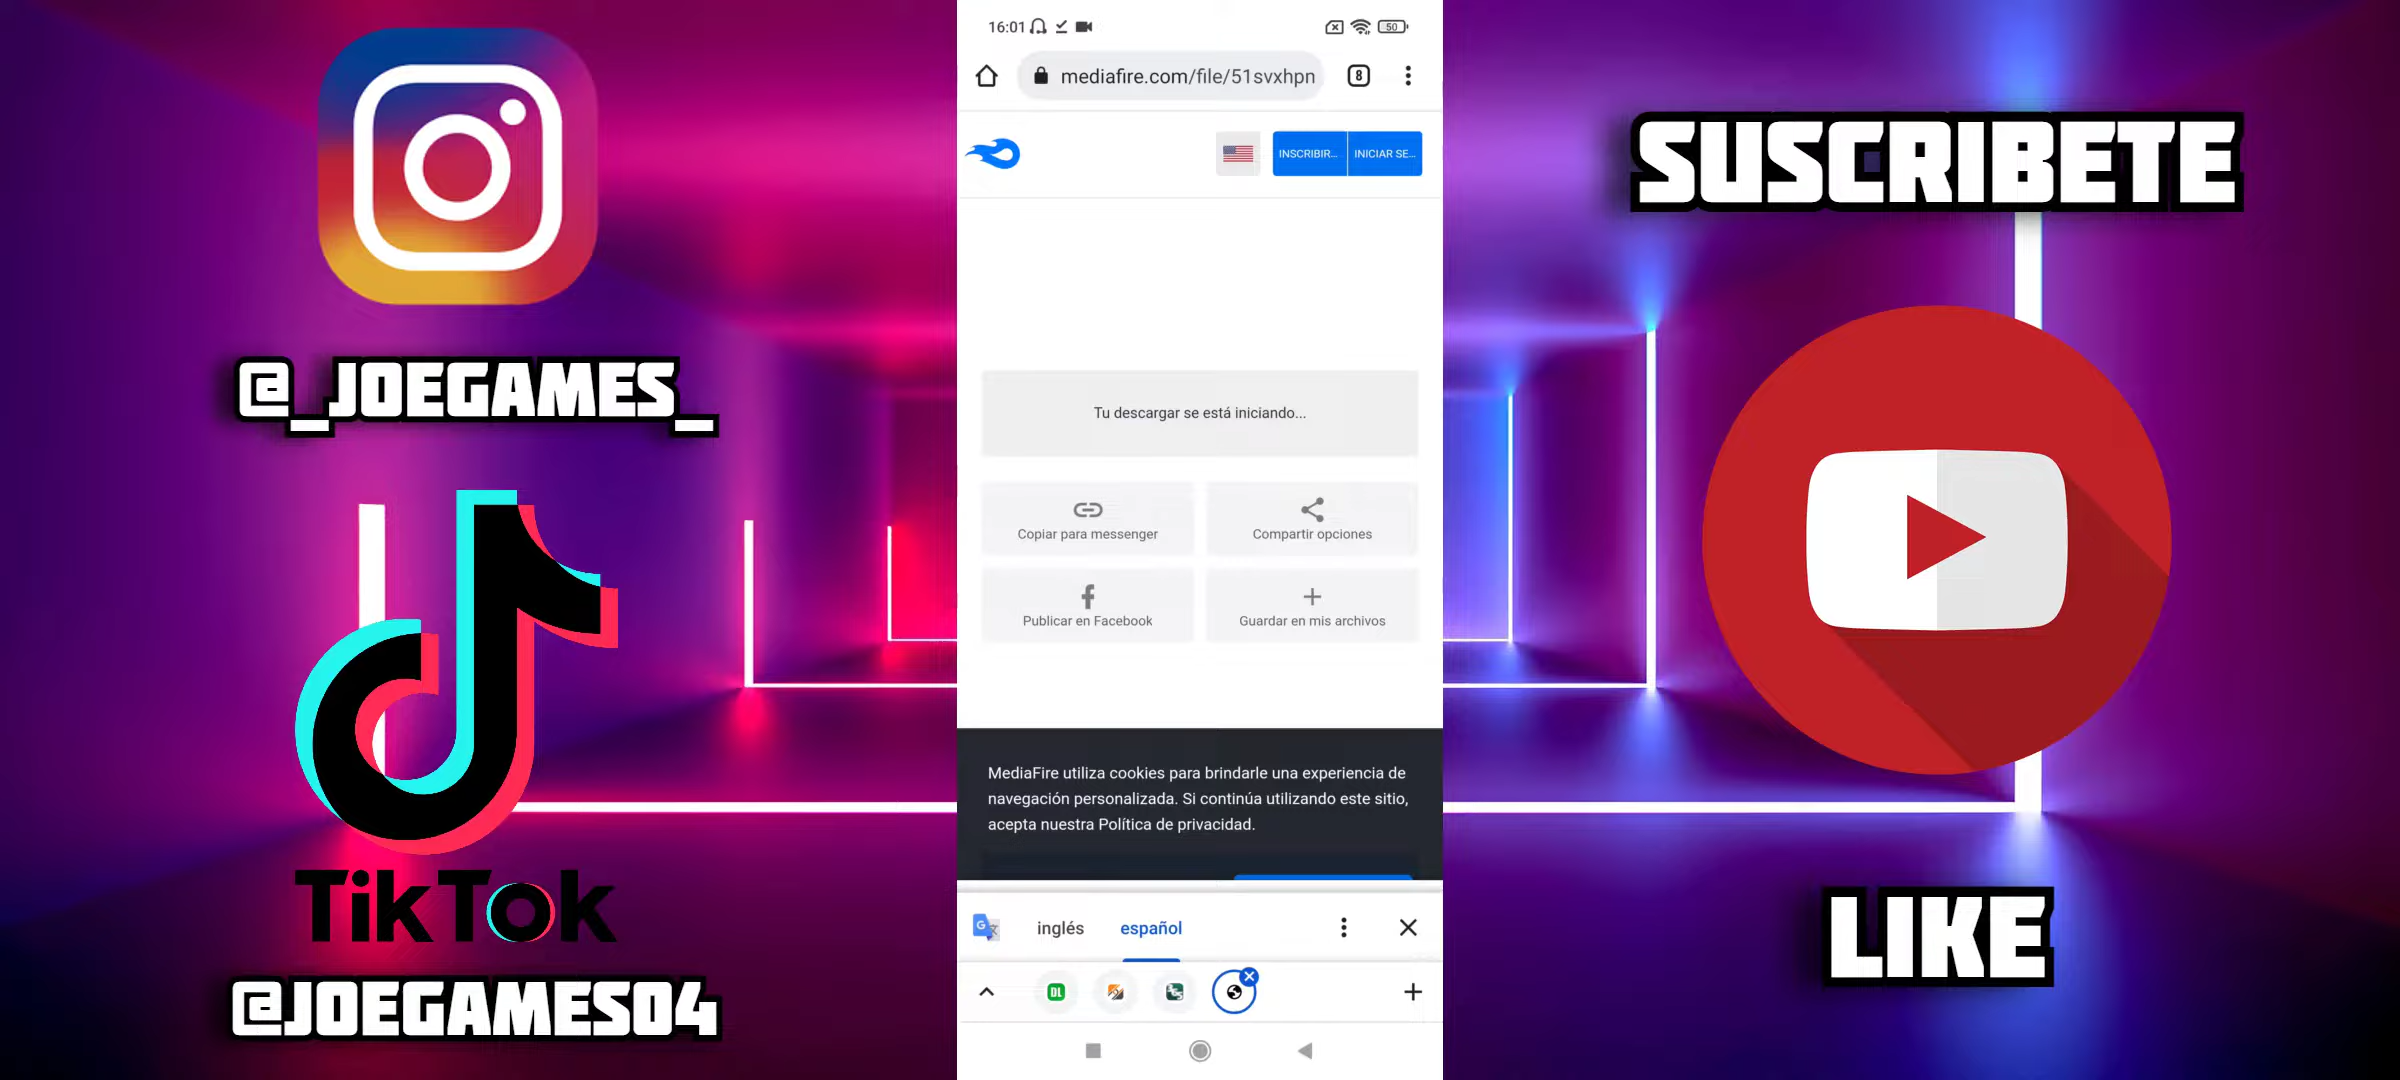 @_JOEGAMES_
TikTok
@JOEGAMES04
16:01
50
mediafire.com/file/51svxhpn
8
INSCRIBIR...
INICIAR SE...
Tu descargar se está iniciando...
Copiar para messenger
Compartir opciones
Publicar en Facebook
Guardar en mis archivos
MediaFire utiliza cookies para brindarle una experiencia de
navegación personalizada. Si continúa utilizando este sitio,
acepta nuestra Política de privacidad.
G
inglés
español
DL
SUSCRIBETE
LIKE